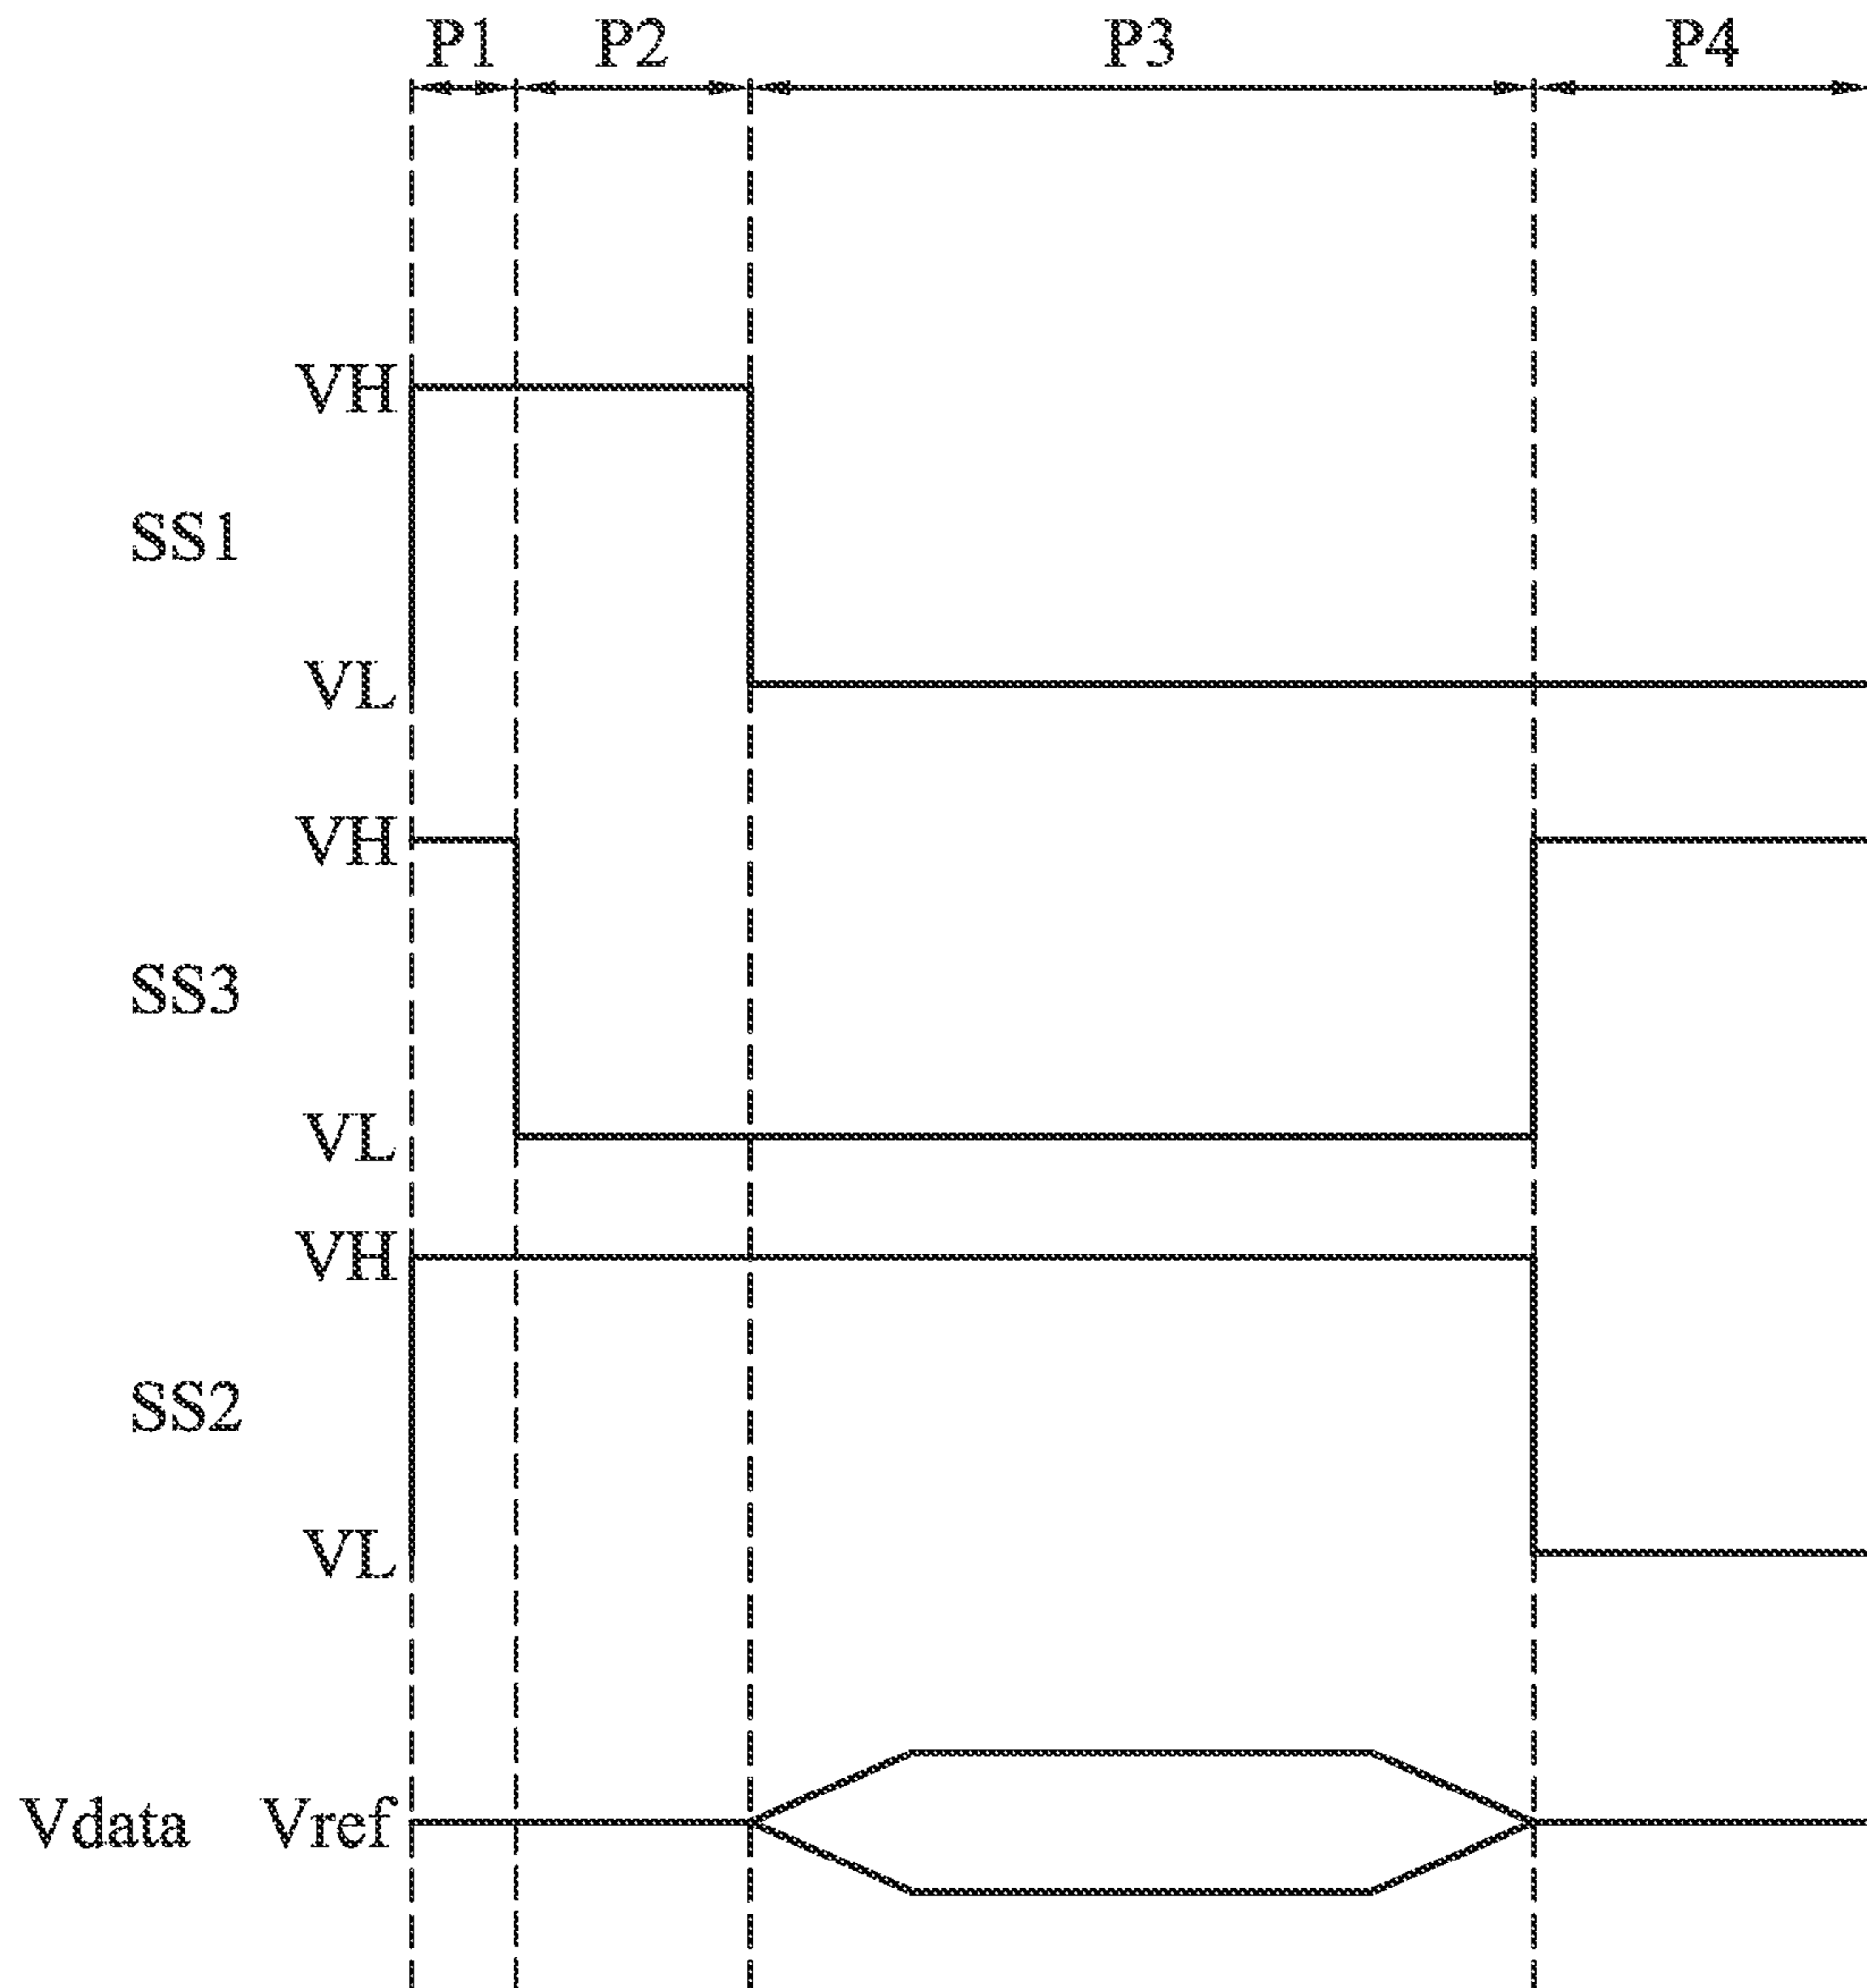 P1 P2 P3 P4
VH
SS1
VL
VH
SS3
VL
VH
SS2
VL
Vdata Vref